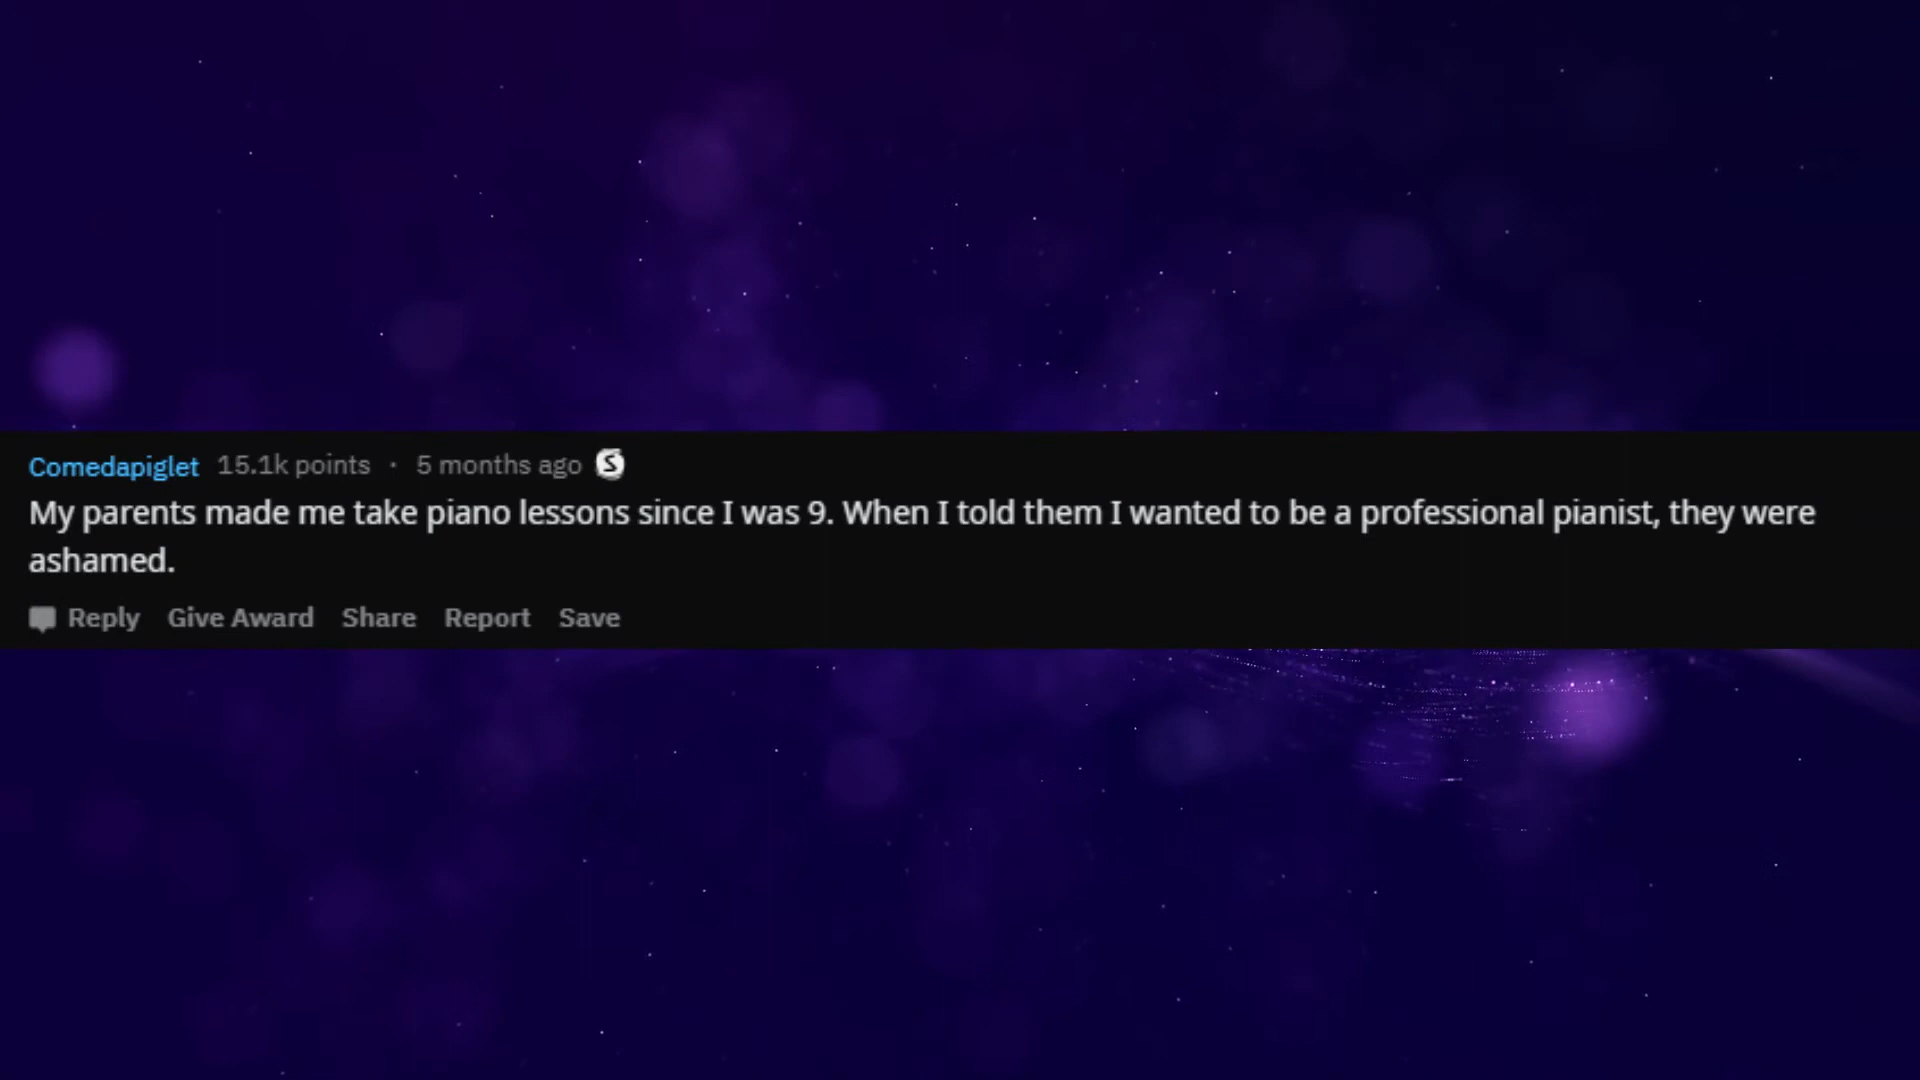 Comedapiglet 15.1k points · 5 months ago S
My parents made me take piano lessons since I was 9. When I told them I wanted to be a professional pianist, they were
ashamed.
Reply Give Award Share Report Save